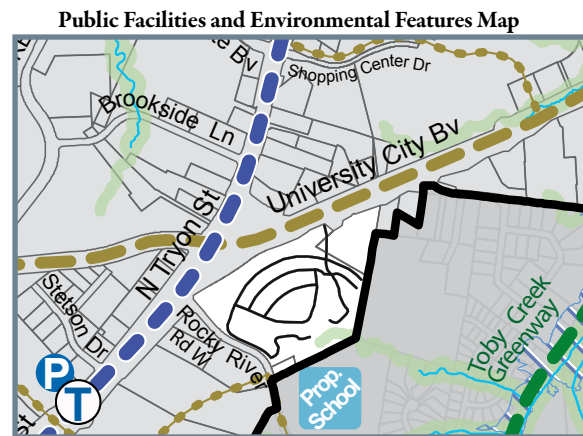 Public Facilities and Environmental Features Map
Bv
Shopping Center Dr
Brookside Ln
University City Bv
N Tryon St
Stetson Dr
Rocky River
Rd W
Toby Creek
Greenway
P
T
Prop.
School
St